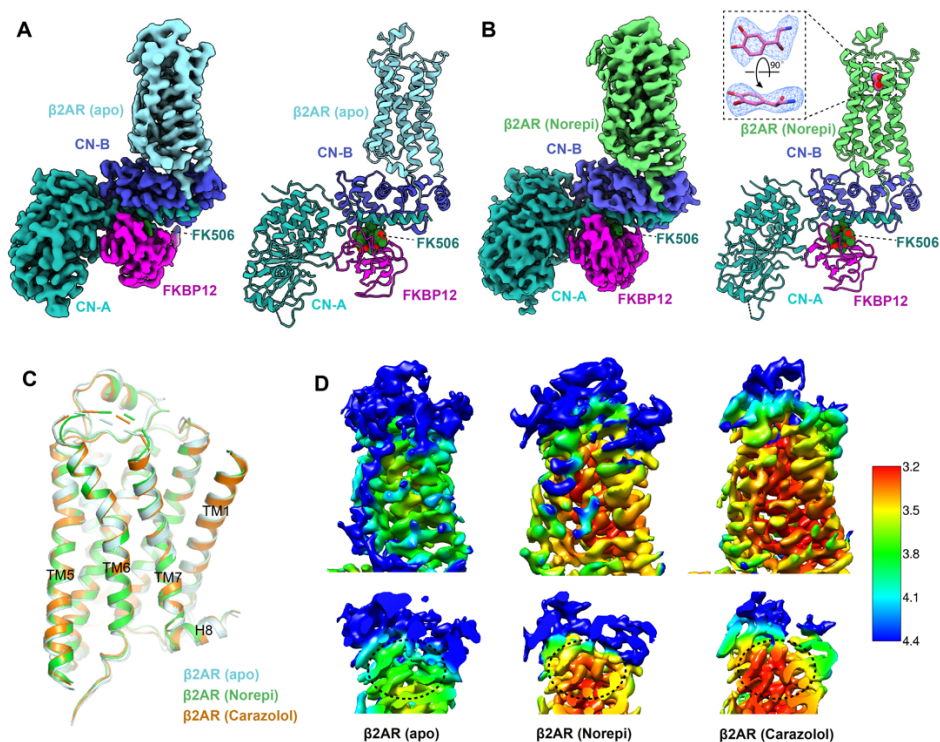 A
β2AR (apo)
CN-B
FK506
CN-A
FKBP12
β2AR (apo)
CN-B
FK506
CN-A
FKBP12
B
90°
β2AR (Norepi)
CN-B
FK506
CN-A
FKBP12
β2AR (Norepi)
CN-B
FK506
CN-A
FKBP12
C
TM1
TM5
TM6
TM7
H8
β2AR (apo)
β2AR (Norepi)
β2AR (Carazolol)
D
3.2
3.5
3.8
4.1
4.4
β2AR (apo)
β2AR (Norepi)
β2AR (Carazolol)